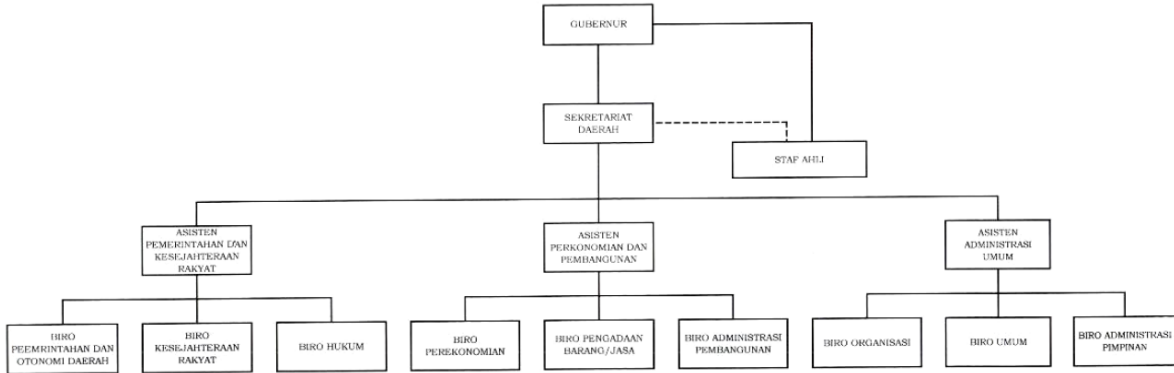 GUBERNUR
SEKRETARIAT
DAERAH
STAF AHLI
ASISTEN
PEMERINTAHAN DAN
KESEJAHTERAAN
RAKYAT
ASISTEN
PERKONOMIAN DAN
PEMBANGUNAN
ASISTEN
ADMINISTRASI
UMUM
BIRO
PEEMRINTAHAN DAN
OTONOMI DAERAH
BIRO
KESEJAHTERAAN
RAKYAT
BIRO HUKUM
BIRO
PEREKONOMIAN
BIRO PENGADAAN
BARANG/JASA
BIRO ADMINISTRASI
PEMBANGUNAN
BIRO ORGANISASI
BIRO UMUM
BIRO ADMINISTRASI
PIMPINAN